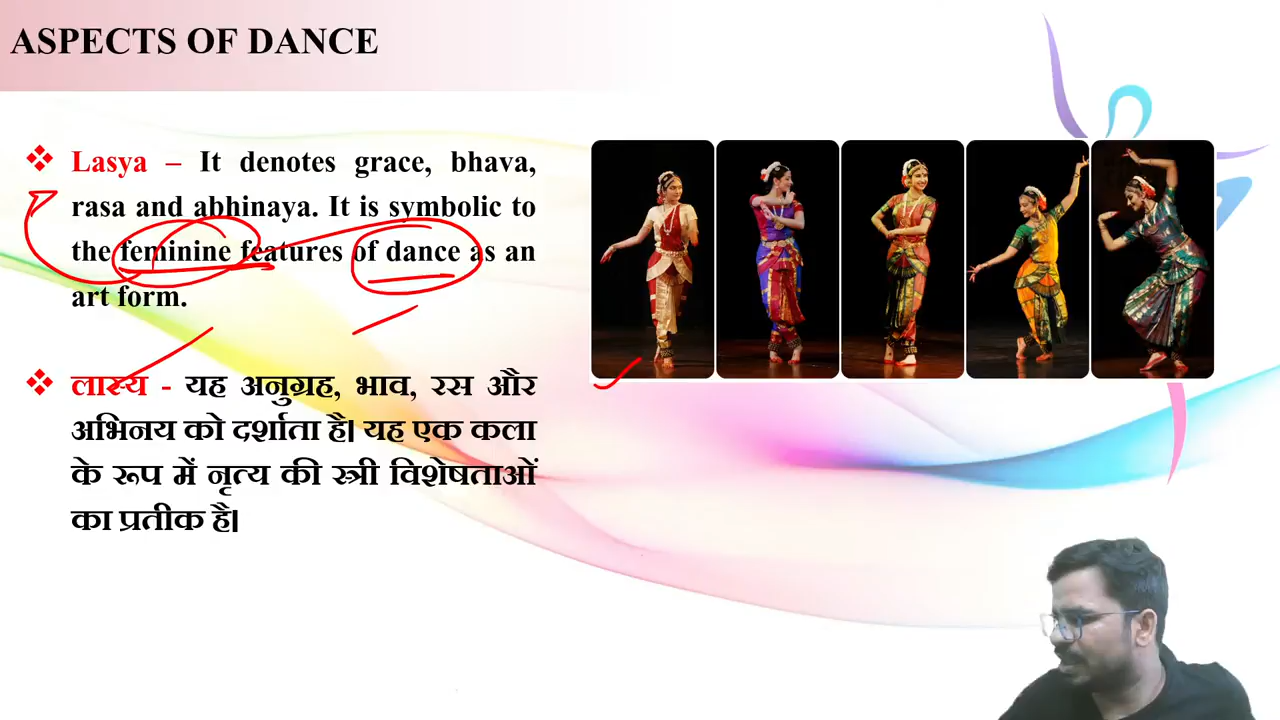 ASPECTS OF DANCE
❖ Lasya – It denotes grace, bhava,
rasa and abhinaya. It is symbolic to
the feminine features of dance as an
art form.
❖ लास्य - यह अनुग्रह, भाव, रस और
अभिनय को दर्शाता है। यह एक कला
के रूप में नृत्य की स्त्री विशेषताओं
का प्रतीक है।